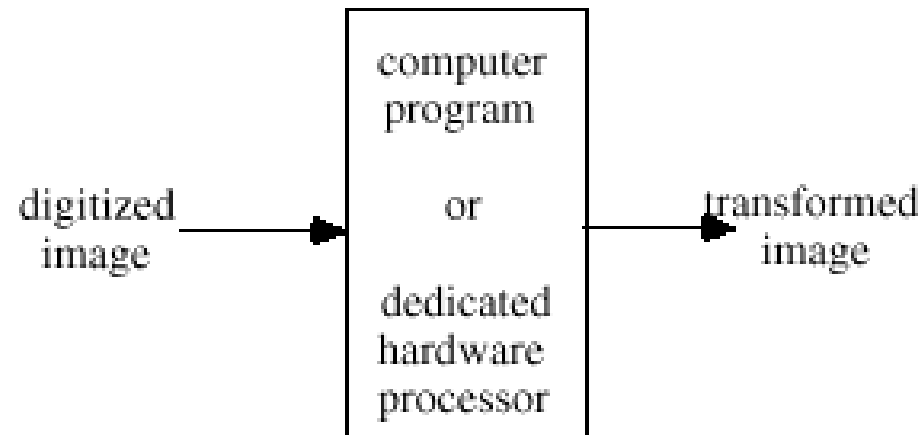 digitized
image
computer
program
or
dedicated
hardware
processor
transformed
image